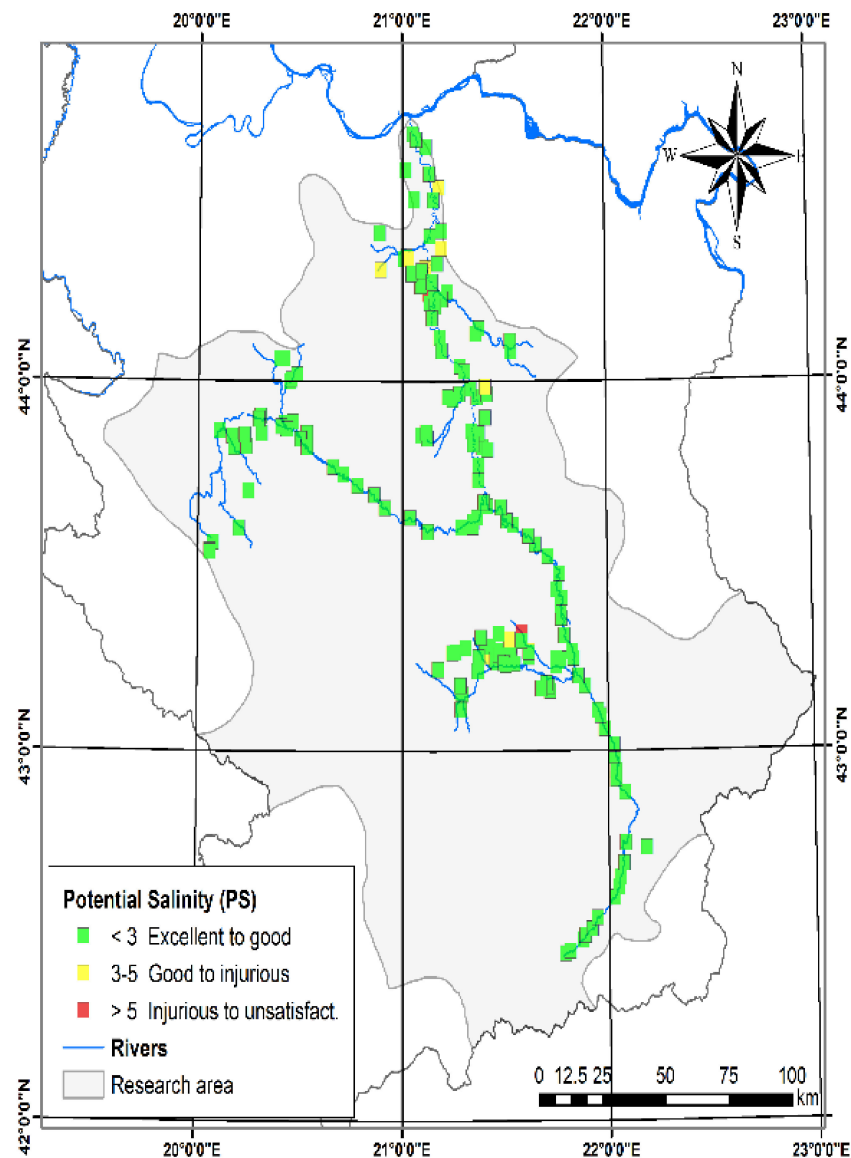 20°0'0"E 21°0'0"E 22°0'0"E 23°0'0"E
N
W E
S
44°0'0"N 44°0'0"N
43°0'0"N 43°0'0"N
Potential Salinity (PS)
< 3 Excellent to good
3-5 Good to injurious
> 5 Injurious to unsatisfact.
Rivers
Research area
0 12.5 25 50 75 100
km
42°0'0"N 42°0'0"N
20°0'0"E 21°0'0"E 22°0'0"E 23°0'0"E